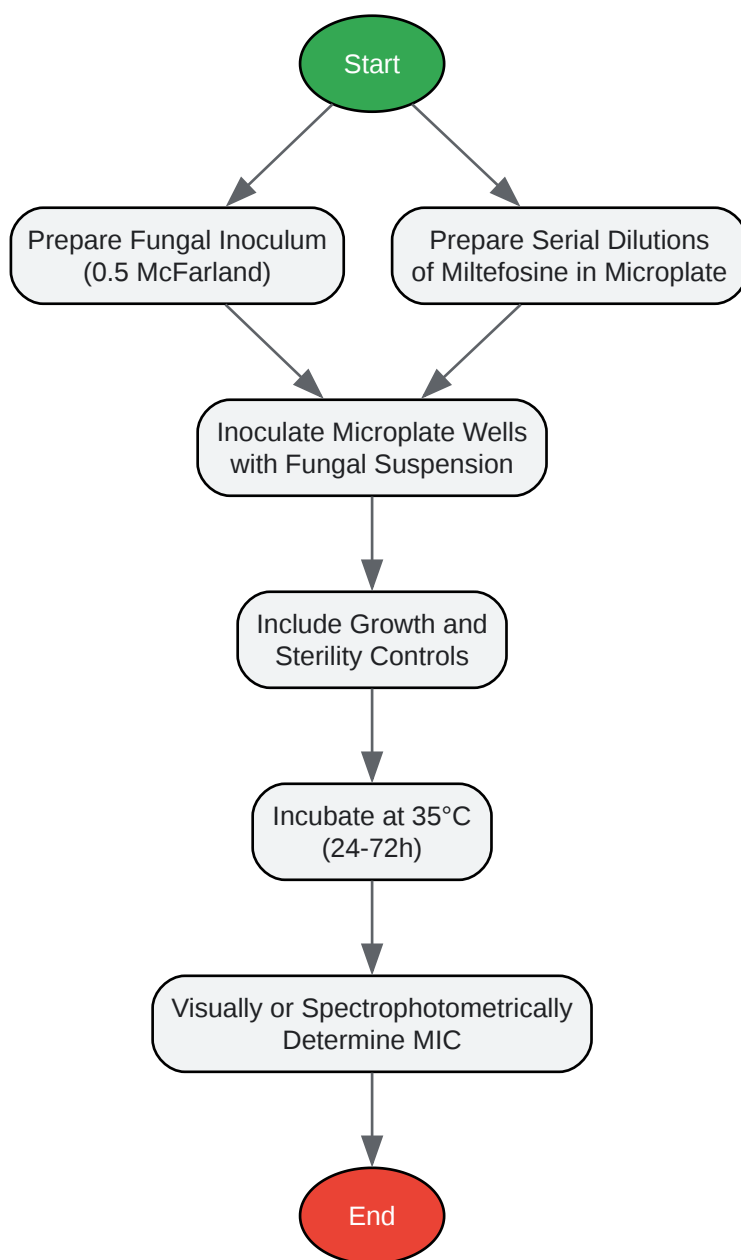 Start
Prepare Fungal Inoculum
(0.5 McFarland)
Prepare Serial Dilutions
of Miltefosine in Microplate
Inoculate Microplate Wells
with Fungal Suspension
Include Growth and
Sterility Controls
Incubate at 35°C
(24-72h)
Visually or Spectrophotometrically
Determine MIC
End